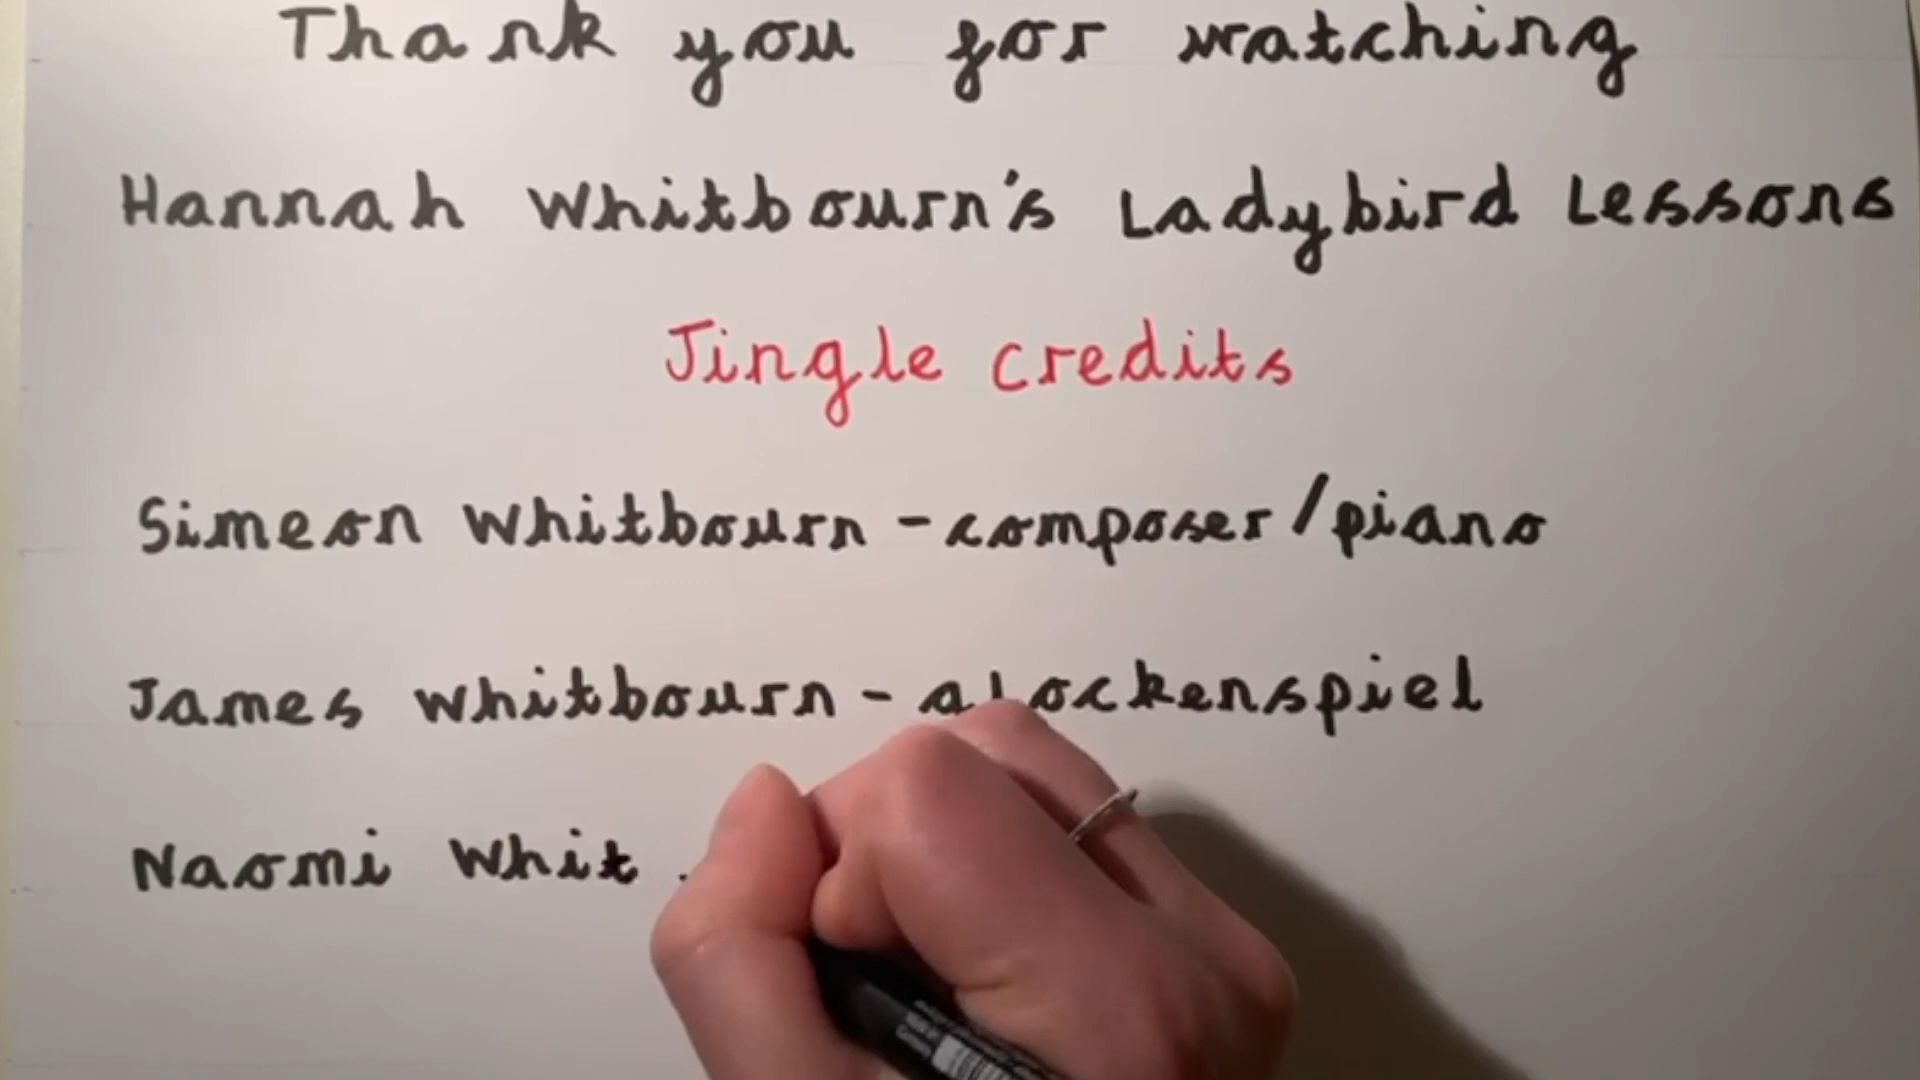 Thank you for watching
Hannah Whitbourn's Ladybird Lessons
Jingle credits
Simeon Whitbourn - composer/piano
James Whitbourn - glockenspiel
Naomi Whit